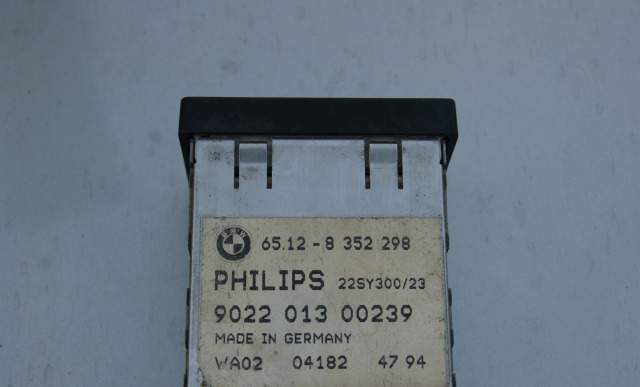 65.12 - 8 352 298
PHILIPS 22SY300/23
9022 013 00239
MADE IN GERMANY
WA02 04182 47 94